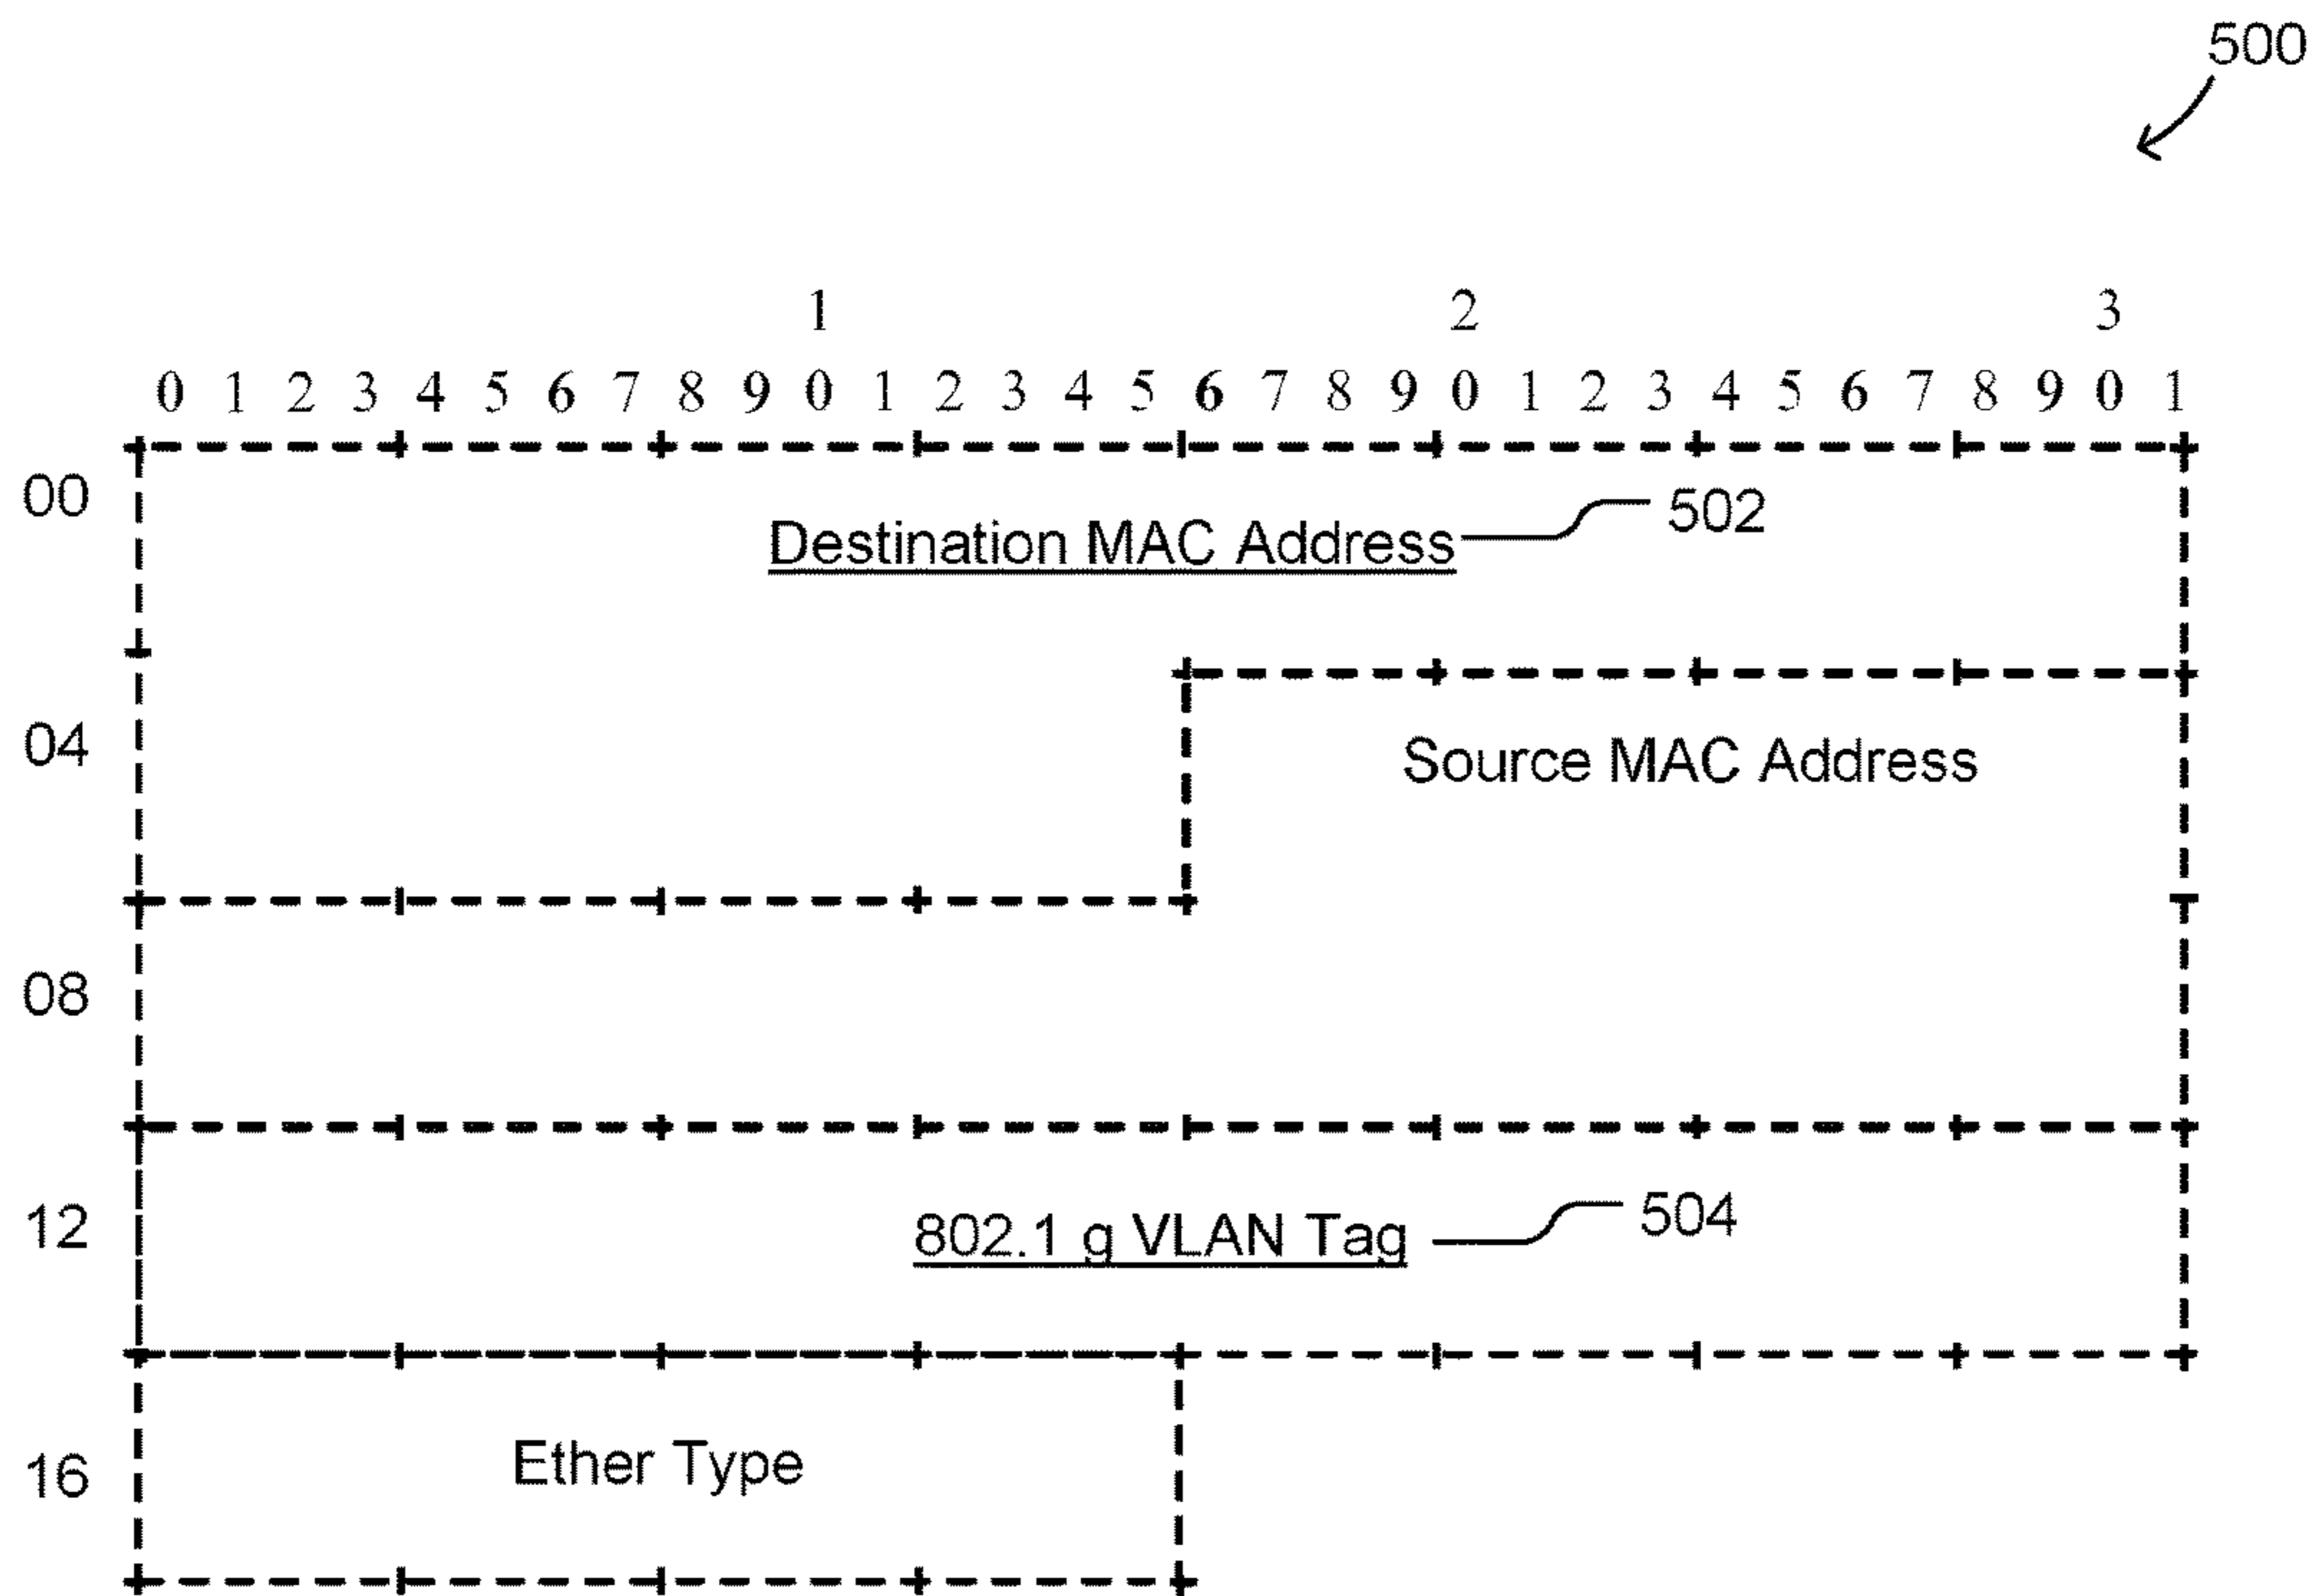 500
1 2 3
0 1 2 3 4 5 6 7 8 9 0 1 2 3 4 5 6 7 8 9 0 1 2 3 4 5 6 7 8 9 0 1
00
Destination MAC Address 502
04
Source MAC Address
08
12
802.1 g VLAN Tag 504
16
Ether Type